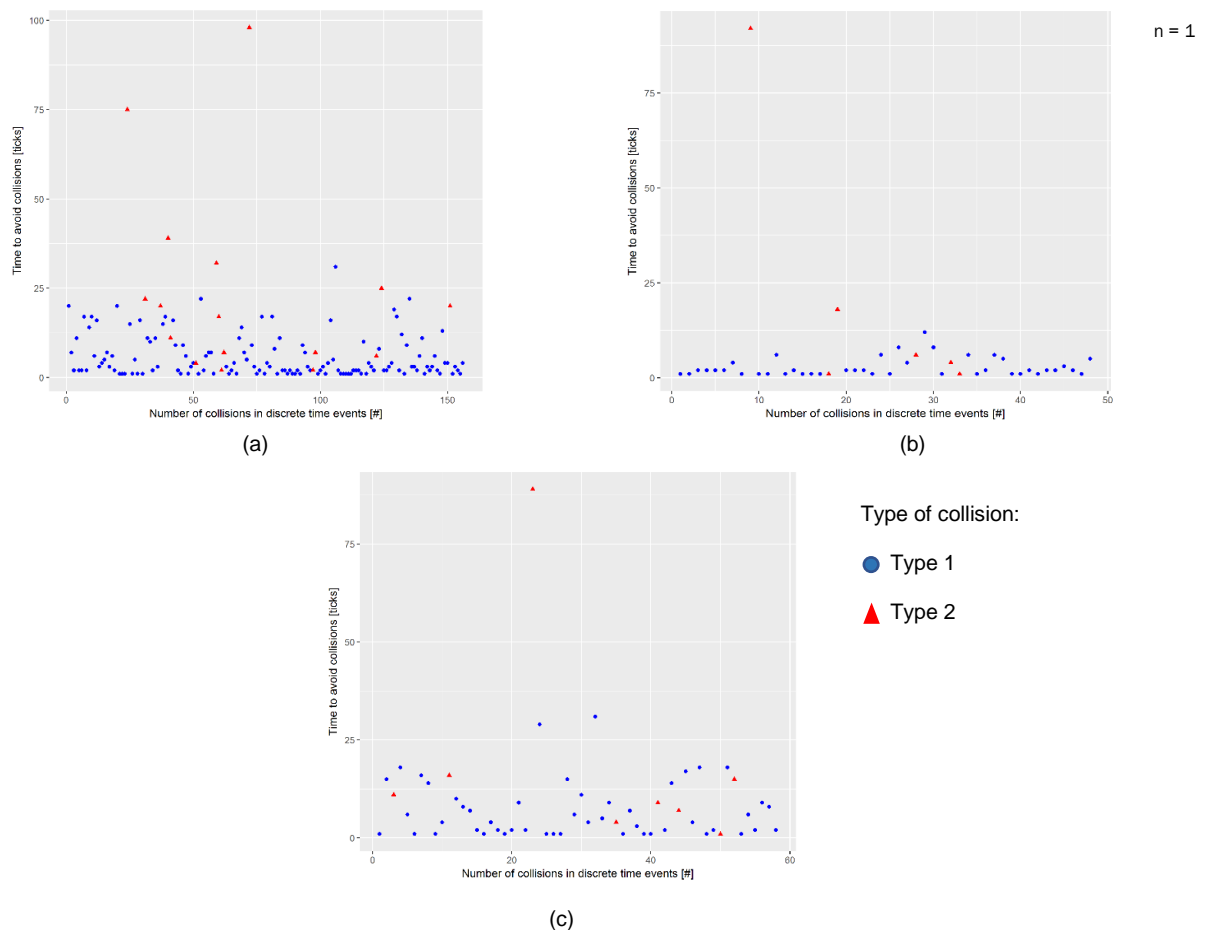 100
75
50
25
0
Time to avoid collisions [ticks]
0 50 100 150
Number of collisions in discrete time events [#]
(a)
75
50
25
0
Time to avoid collisions [ticks]
0 10 20 30 40 50
Number of collisions in discrete time events [#]
(b)
n = 1
75
50
25
0
Time to avoid collisions [ticks]
0 20 40 60
Number of collisions in discrete time events [#]
(c)
Type of collision:
Type 1
Type 2